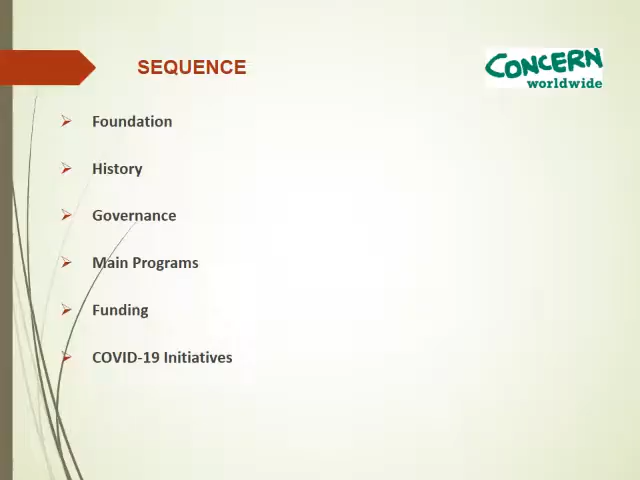 SEQUENCE
CONCERN
worldwide
Foundation
History
Governance
Main Programs
Funding
COVID-19 Initiatives